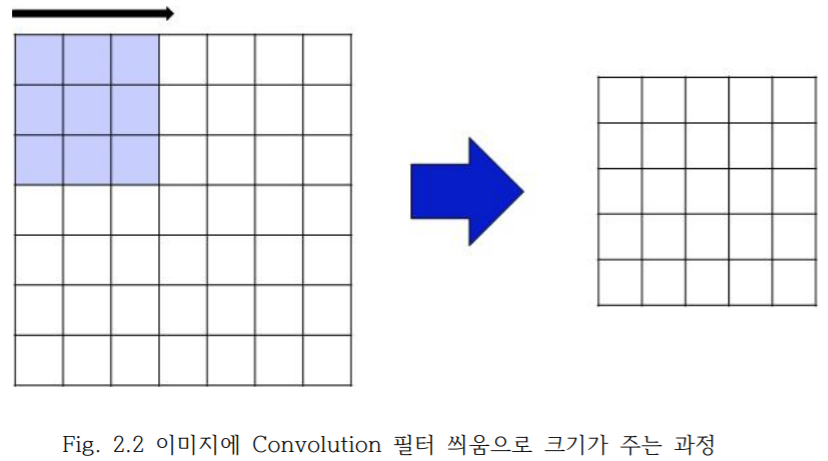 Fig. 2.2 이미지에 Convolution 필터 씌움으로 크기가 주는 과정